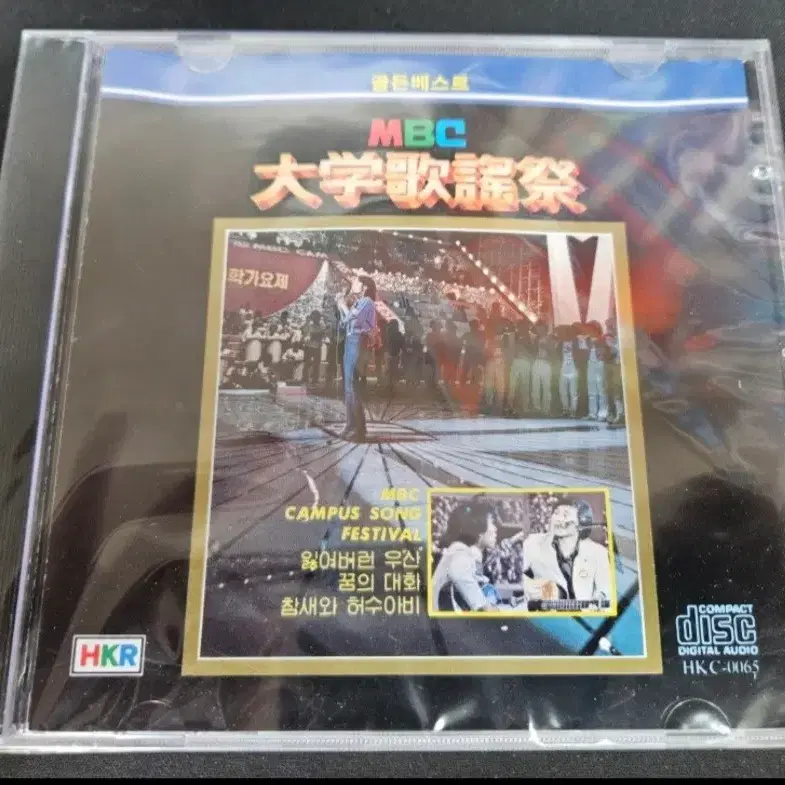 골든베스트
MBC
大学歌謠祭
학가요제
MBC
CAMPUS SONG
FESTIVAL
잃여버린 우산
꿈의 대화
참새와 허수아비
HKR
COMPACT
disc
DIGITAL AUDIO
HKC-0065